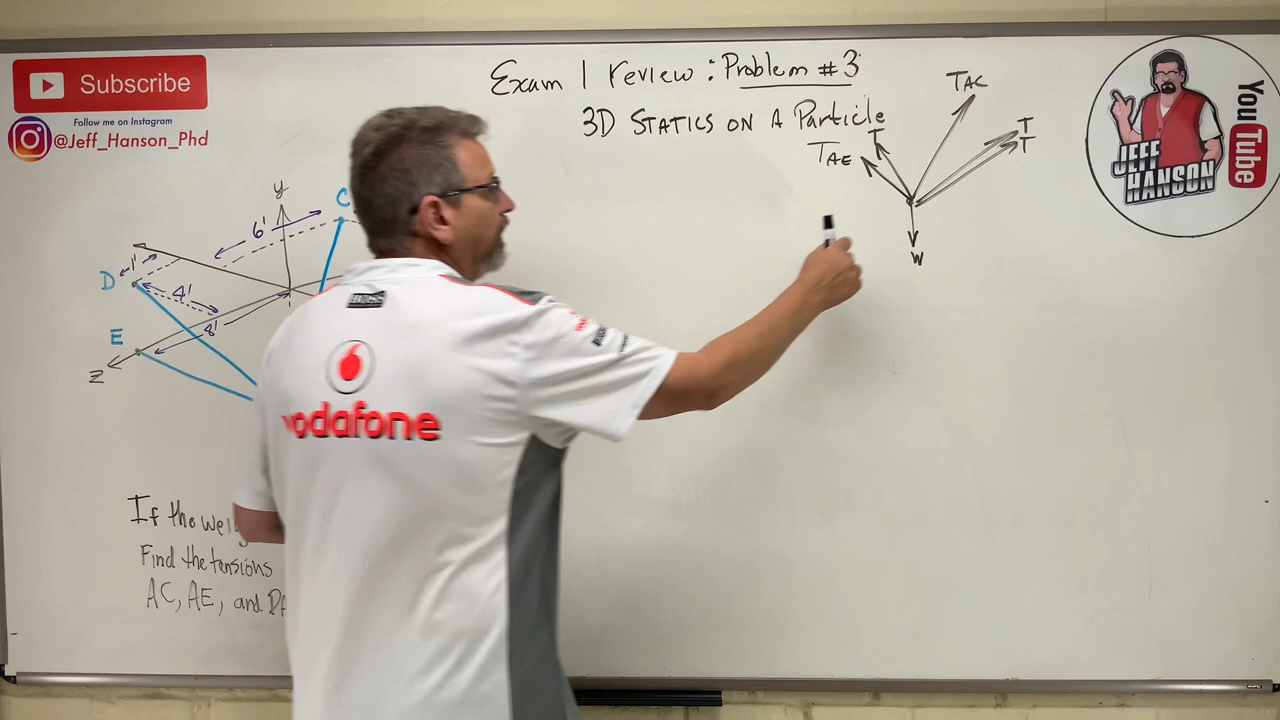 Subscribe
Follow me on Instagram
@Jeff_Hanson_Phd
Exam 1 review: Problem #3
3D STATICS ON A Particle
TAC
T
T
T
TAE
W
y
C
6'
1'
D
4'
8'
E
Z
If the
Find the tensions
AC, AE, and
BOSS
vodafone
JEFF
HANSON
YouTube